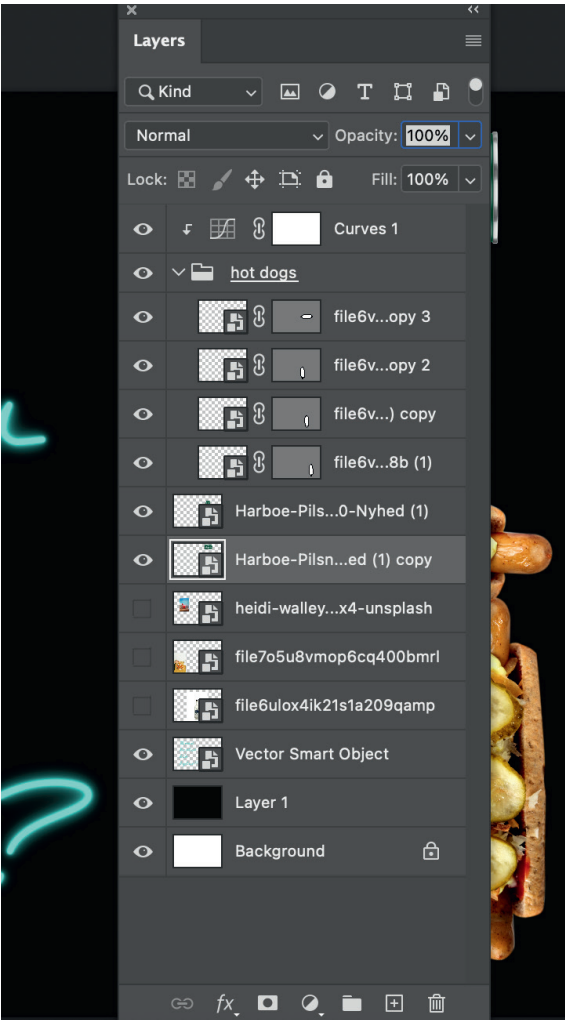 Layers
Kind
Normal Opacity: 100%
Lock: Fill: 100%
Curves 1
hot dogs
file6v...opy 3
file6v...opy 2
file6v...) copy
file6v...8b (1)
Harboe-Pils...0-Nyhed (1)
Harboe-Pilsn...ed (1) copy
heidi-walley...x4-unsplash
file7o5u8vmop6cq400bmrl
file6ulox4ik21s1a209qamp
Vector Smart Object
Layer 1
Background
fx
?